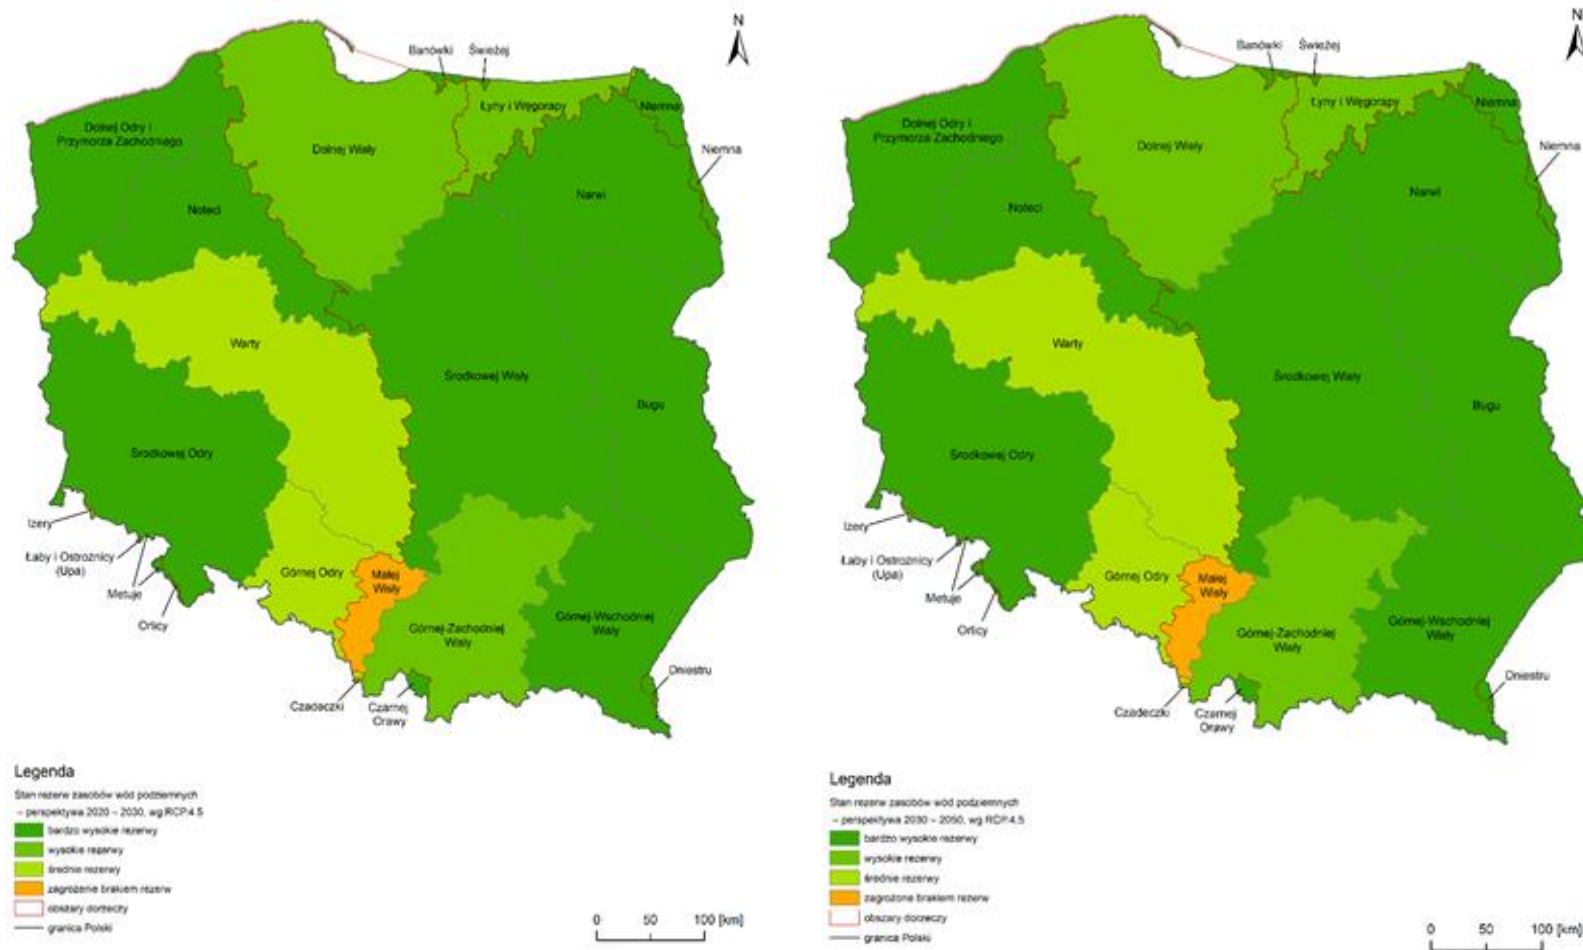 N
Banówki
Świeżej
Łyny i Węgorapy
Niemna
Dolnej Odry i
Przymorza Zachodniego
Dolnej Wisły
Niemna
Narwi
Noteci
Warty
Środkowej Wisły
Bugu
Środkowej Odry
Izery
Łaby i Ostrożnicy
(Upa)
Metuje
Orlicy
Górnej Odry
Małej
Wisły
Górnej-Zachodniej
Wisły
Górnej-Wschodniej
Wisły
Dniestru
Czadeczki
Czarnej
Orawy
Legenda
Stan rezerw zasobów wód podziemnych
– perspektywa 2020 – 2030, wg RCP4.5
bardzo wysokie rezerwy
wysokie rezerwy
średnie rezerwy
zagrożenie brakiem rezerw
obszary dorzeczy
granica Polski
0 50 100 [km]
N
Banówki
Świeżej
Łyny i Węgorapy
Niemna
Dolnej Odry i
Przymorza Zachodniego
Dolnej Wisły
Niemna
Narwi
Noteci
Warty
Środkowej Wisły
Bugu
Środkowej Odry
Izery
Łaby i Ostrożnicy
(Upa)
Metuje
Orlicy
Górnej Odry
Małej
Wisły
Górnej-Zachodniej
Wisły
Górnej-Wschodniej
Wisły
Dniestru
Czadeczki
Czarnej
Orawy
Legenda
Stan rezerw zasobów wód podziemnych
– perspektywa 2030 – 2050, wg RCP4.5
bardzo wysokie rezerwy
wysokie rezerwy
średnie rezerwy
zagrożone brakiem rezerw
obszary dorzeczy
granica Polski
0 50 100 [km]